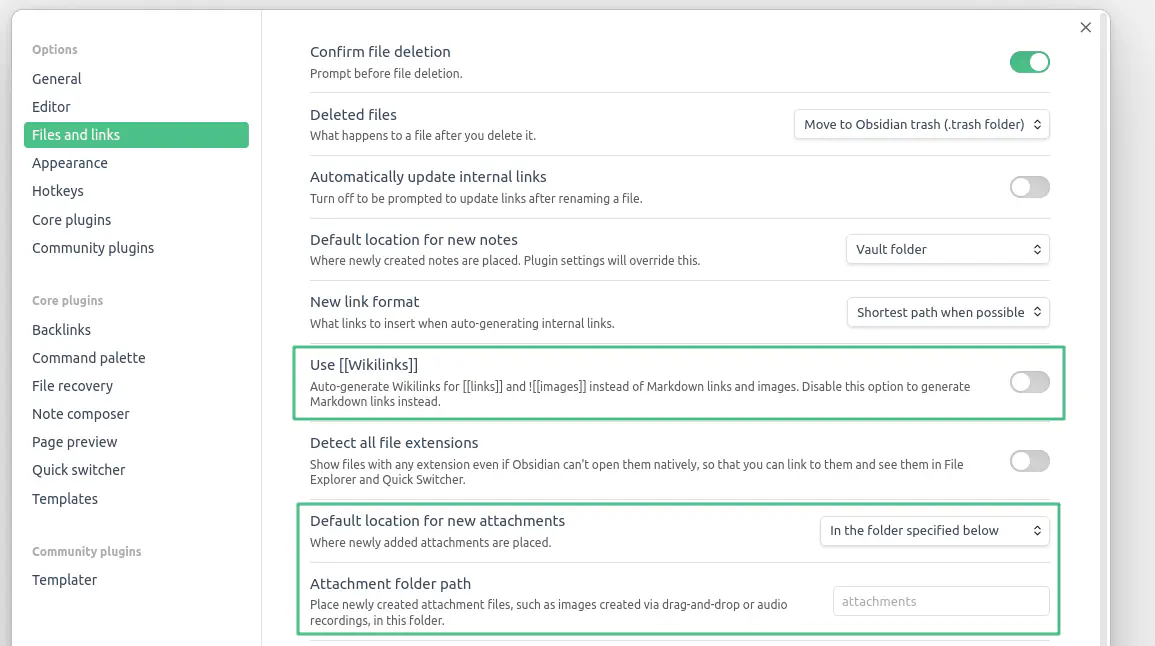 Options
General
Editor
Files and links
Appearance
Hotkeys
Core plugins
Community plugins
Core plugins
Backlinks
Command palette
File recovery
Note composer
Page preview
Quick switcher
Templates
Community plugins
Templater
Confirm file deletion
Prompt before file deletion.
Deleted files
What happens to a file after you delete it.
Move to Obsidian trash (.trash folder)
Automatically update internal links
Turn off to be prompted to update links after renaming a file.
Default location for new notes
Where newly created notes are placed. Plugin settings will override this.
Vault folder
New link format
What links to insert when auto-generating internal links.
Shortest path when possible
Use [[Wikilinks]]
Auto-generate Wikilinks for [[links]] and ![[images]] instead of Markdown links and images. Disable this option to generate
Markdown links instead.
Detect all file extensions
Show files with any extension even if Obsidian can't open them natively, so that you can link to them and see them in File
Explorer and Quick Switcher.
Default location for new attachments
Where newly added attachments are placed.
In the folder specified below
Attachment folder path
Place newly created attachment files, such as images created via drag-and-drop or audio
recordings, in this folder.
attachments